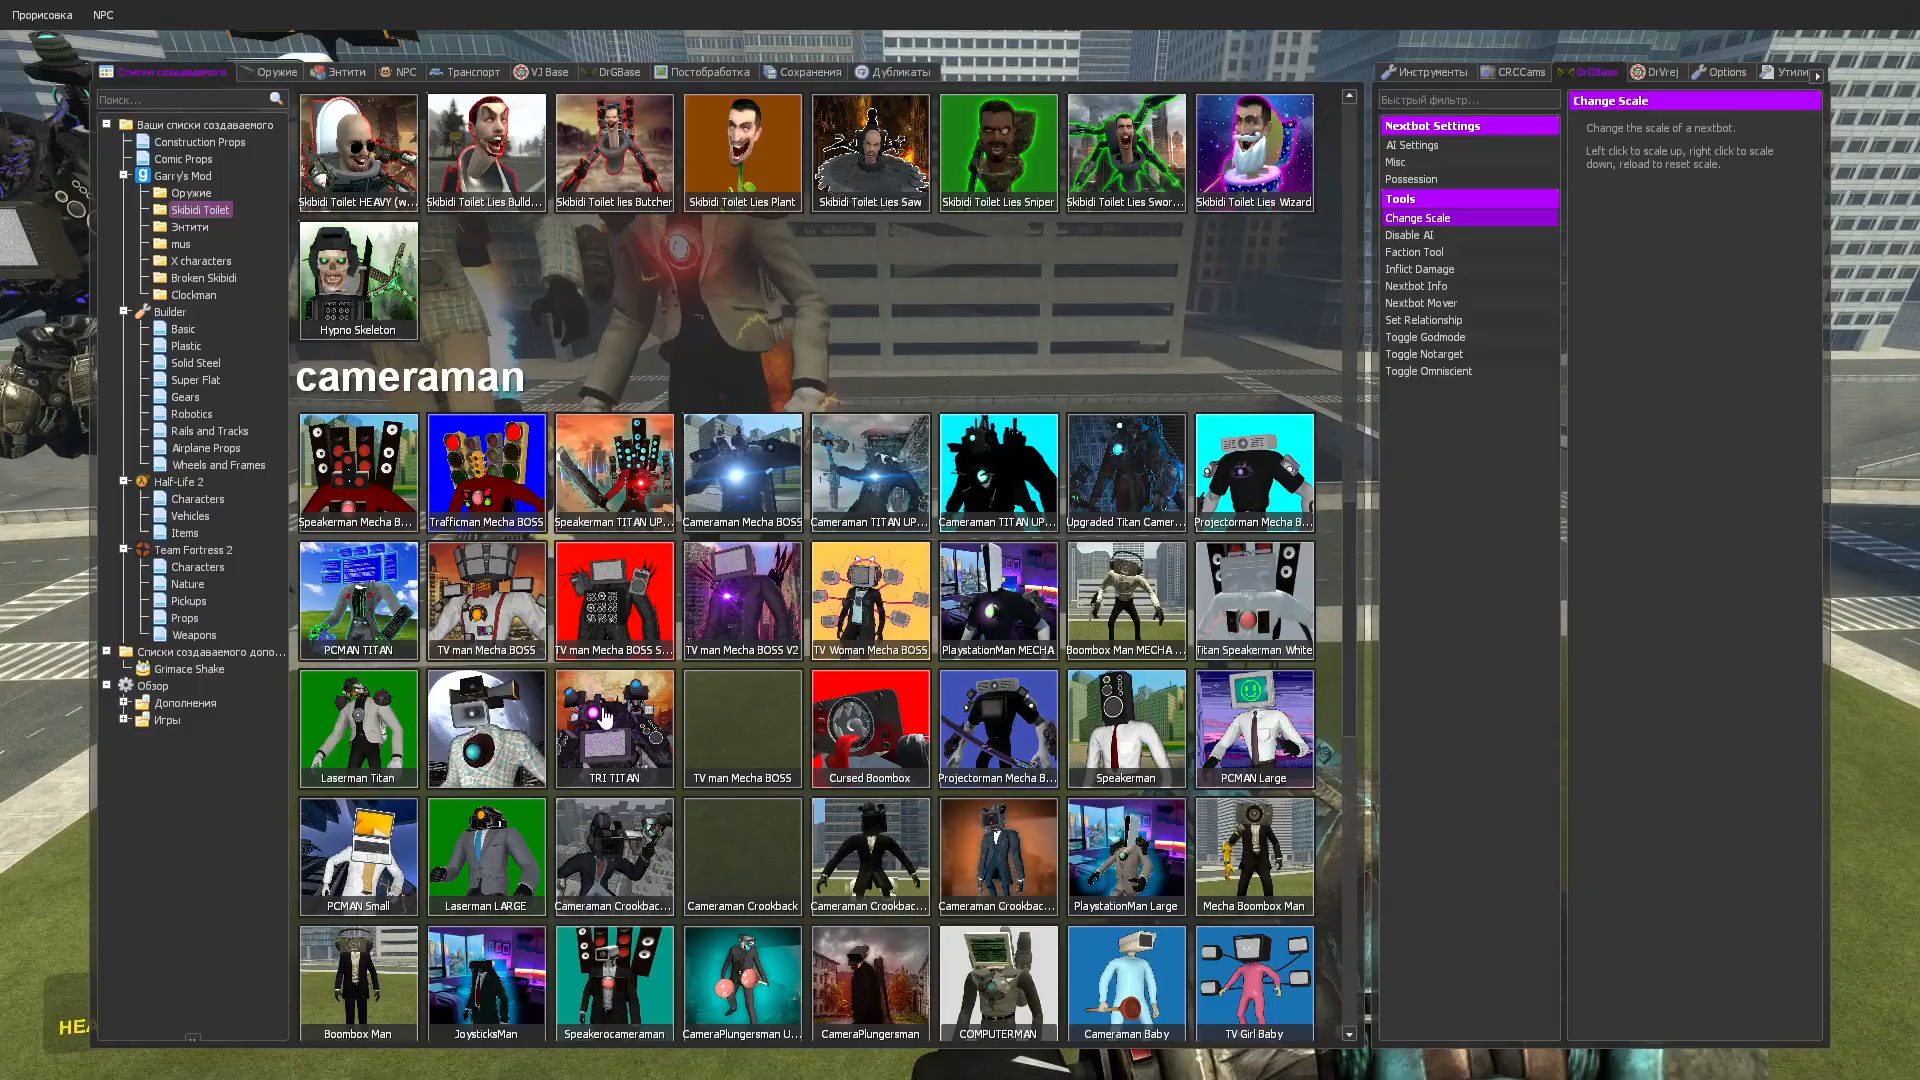 Прорисовка NPC
Списки создаваемого Оружие Энтити NPC Транспорт VJ Base DrGBase Постобработка Сохранения Дубликаты
Инструменты CRCCams DrGBase DrVrej Options Утили
Поиск...
Ваши списки создаваемого
Construction Props
Comic Props
Garry's Mod
Оружие
Skibidi Toilet
Энтити
mus
X characters
Broken Skibidi
Clockman
Builder
Basic
Plastic
Solid Steel
Super Flat
Gears
Robotics
Rails and Tracks
Airplane Props
Wheels and Frames
Half-Life 2
Characters
Vehicles
Items
Team Fortress 2
Characters
Nature
Pickups
Props
Weapons
Списки создаваемого допо...
Grimace Shake
Обзор
Дополнения
Игры
Skibidi Toilet HEAVY (w... Skibidi Toilet Lies Bulld... Skibidi Toilet lies Butcher Skibidi Toilet Lies Plant Skibidi Toilet Lies Saw Skibidi Toilet Lies Sniper Skibidi Toilet Lies Swor... Skibidi Toilet Lies Wizard
Hypno Skeleton
cameraman
Speakerman Mecha B... Trafficman Mecha BOSS Speakerman TITAN UP... Cameraman Mecha BOSS Cameraman TITAN UP... Cameraman TITAN UP... Upgraded Titan Camer... Projectorman Mecha B...
PCMAN TITAN TV man Mecha BOSS TV man Mecha BOSS S... TV man Mecha BOSS V2 TV Woman Mecha BOSS PlaystationMan MECHA Boombox Man MECHA ... Titan Speakerman White
Laserman Titan TRI TITAN TV man Mecha BOSS Cursed Boombox Projectorman Mecha B... Speakerman PCMAN Large
PCMAN Small Laserman LARGE Cameraman Crookbac... Cameraman Crookback Cameraman Crookbac... Cameraman Crookbac... PlaystationMan Large Mecha Boombox Man
Boombox Man JoysticksMan Speakerocameraman CameraPlungersman U... CameraPlungersman COMPUTERMAN Cameraman Baby TV Girl Baby
Быстрый фильтр...
Nextbot Settings
AI Settings
Misc
Possession
Tools
Change Scale
Disable AI
Faction Tool
Inflict Damage
Nextbot Info
Nextbot Mover
Set Relationship
Toggle Godmode
Toggle Notarget
Toggle Omniscient
Change Scale
Change the scale of a nextbot.
Left click to scale up, right click to scale
down, reload to reset scale.
HEA